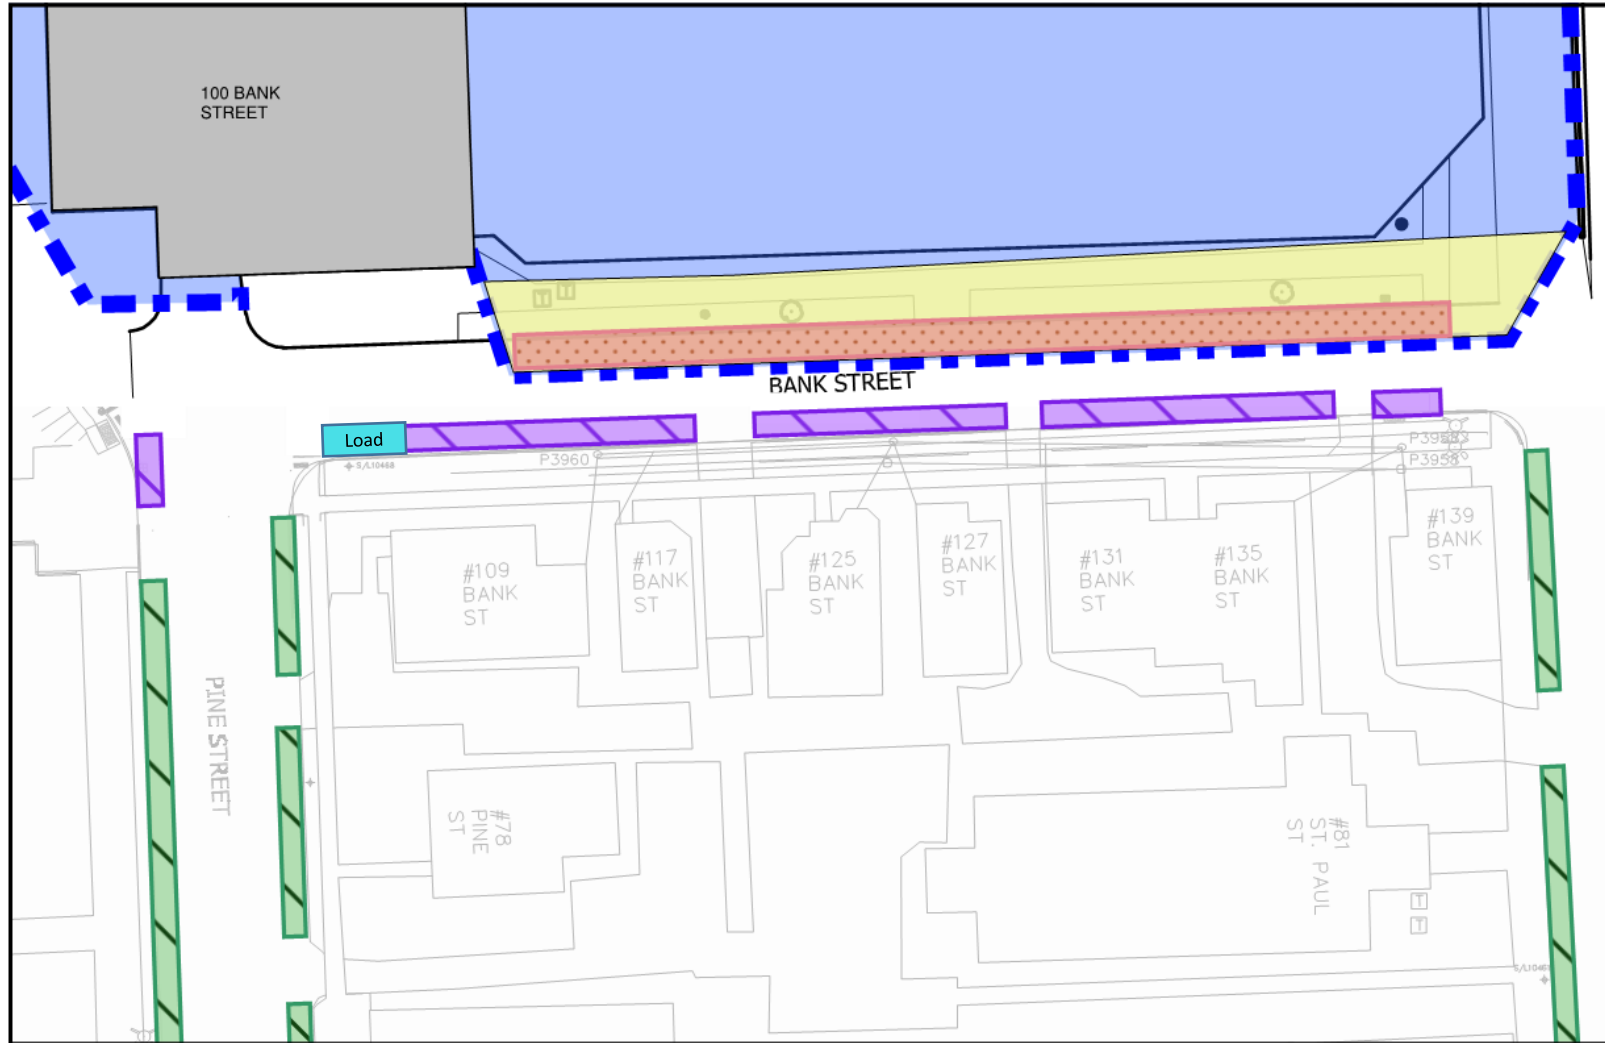 100 BANK
STREET
BANK STREET
Load
S/L10468
P3960
P3958
#109
BANK
ST
#117
BANK
ST
#125
BANK
ST
#127
BANK
ST
#131
BANK
ST
#135
BANK
ST
#139
BANK
ST
PINE STREET
#78
PINE
ST
#81
ST. PAUL
ST
T
T